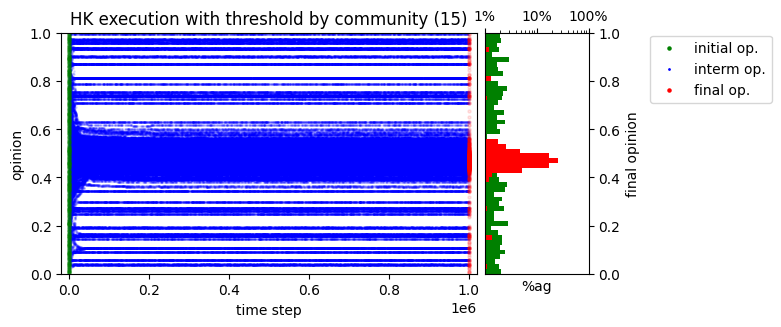 HK execution with threshold by community (15)
1% 10% 100%
1.0 1.0
0.8 0.8
0.6 0.6
0.4 0.4
0.2 0.2
0.0 0.0
opinion
final opinion
0.0 0.2 0.4 0.6 0.8 1.0
1e6
time step
%ag
initial op.
interm op.
final op.